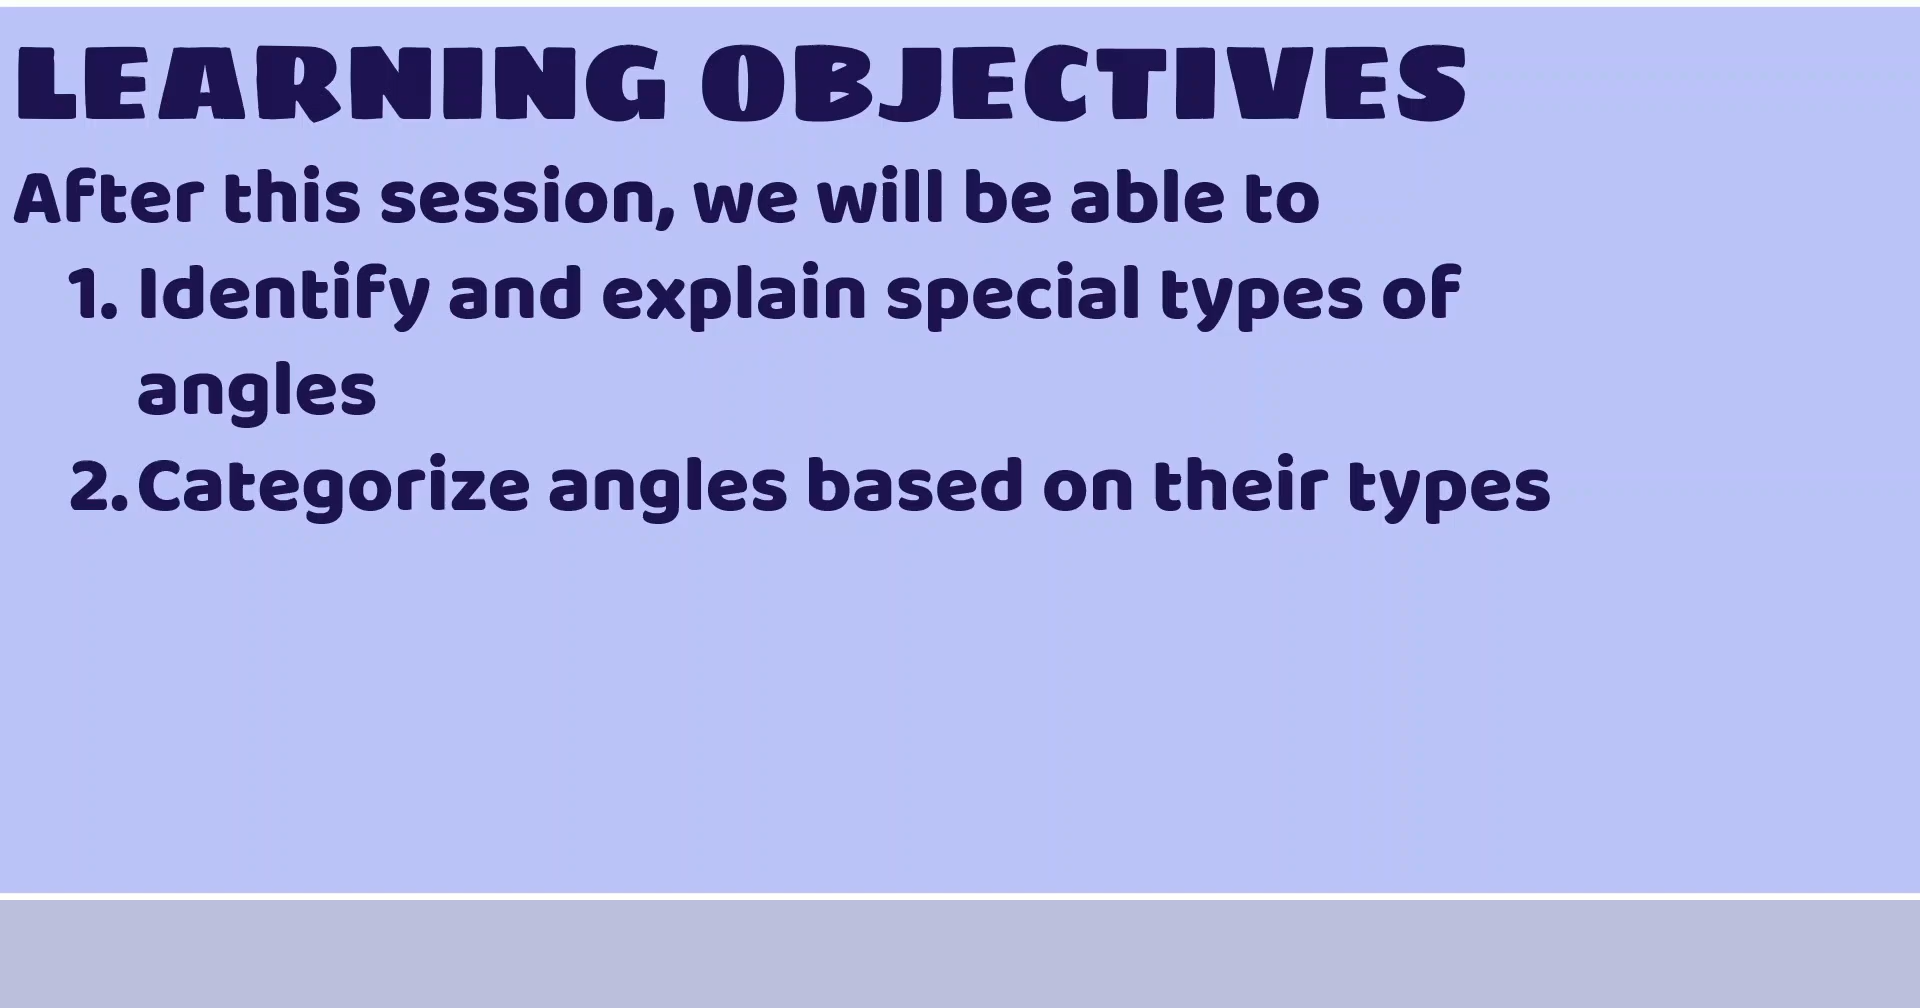 LEARNING OBJECTIVES
After this session, we will be able to
1. Identify and explain special types of
angles
2. Categorize angles based on their types